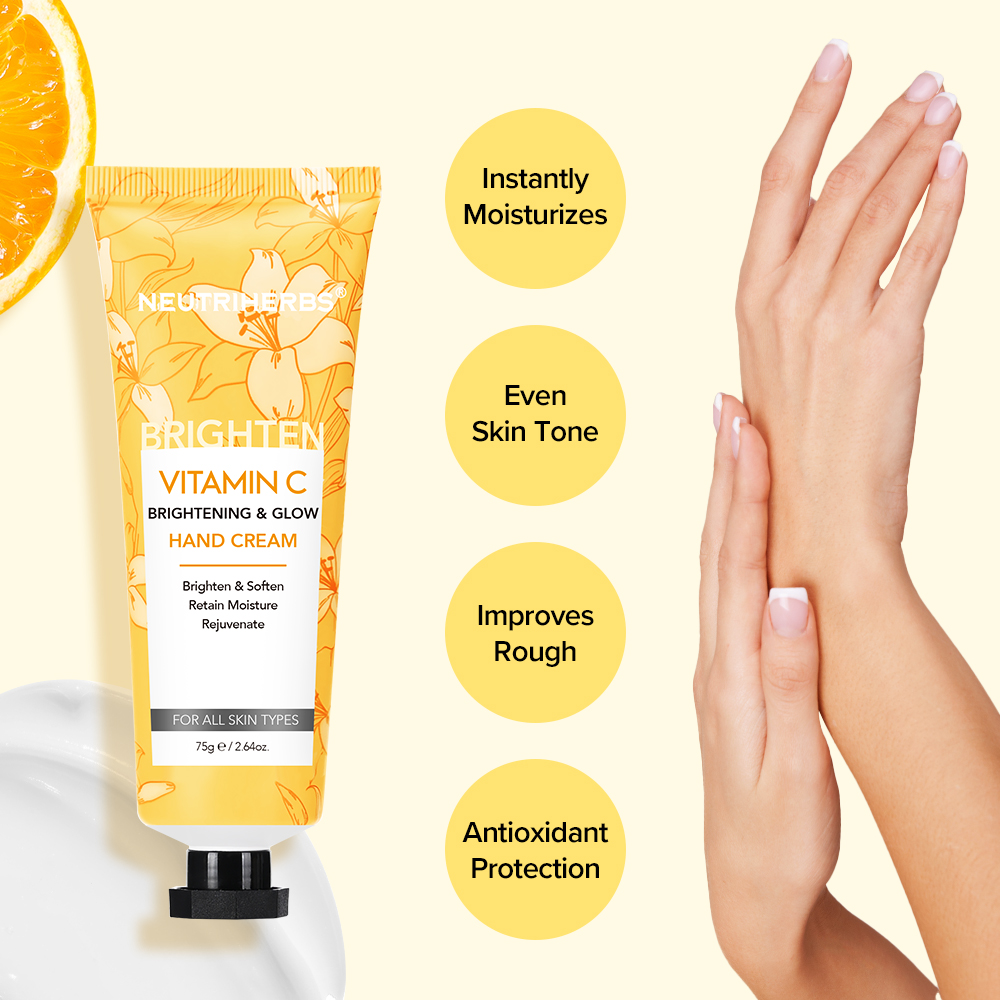 NEUTRIHERBS®
BRIGHTEN
VITAMIN C
BRIGHTENING & GLOW
HAND CREAM
Brighten & Soften
Retain Moisture
Rejuvenate
FOR ALL SKIN TYPES
75g ℮ / 2.64oz.
Instantly
Moisturizes
Even
Skin Tone
Improves
Rough
Antioxidant
Protection